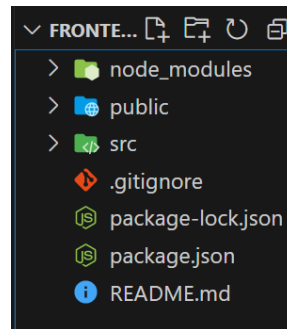 FRONTE...
node_modules
public
src
.gitignore
package-lock.json
package.json
README.md